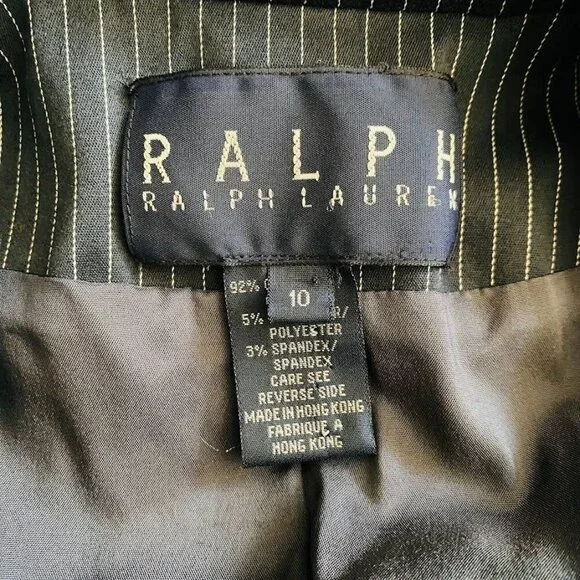 RALPH
RALPH LAUREN
92%
10
5% R/
POLYESTER
3% SPANDEX/
SPANDEX
CARE SEE
REVERSE SIDE
MADE IN HONG KONG
FABRIQUE A
HONG KONG